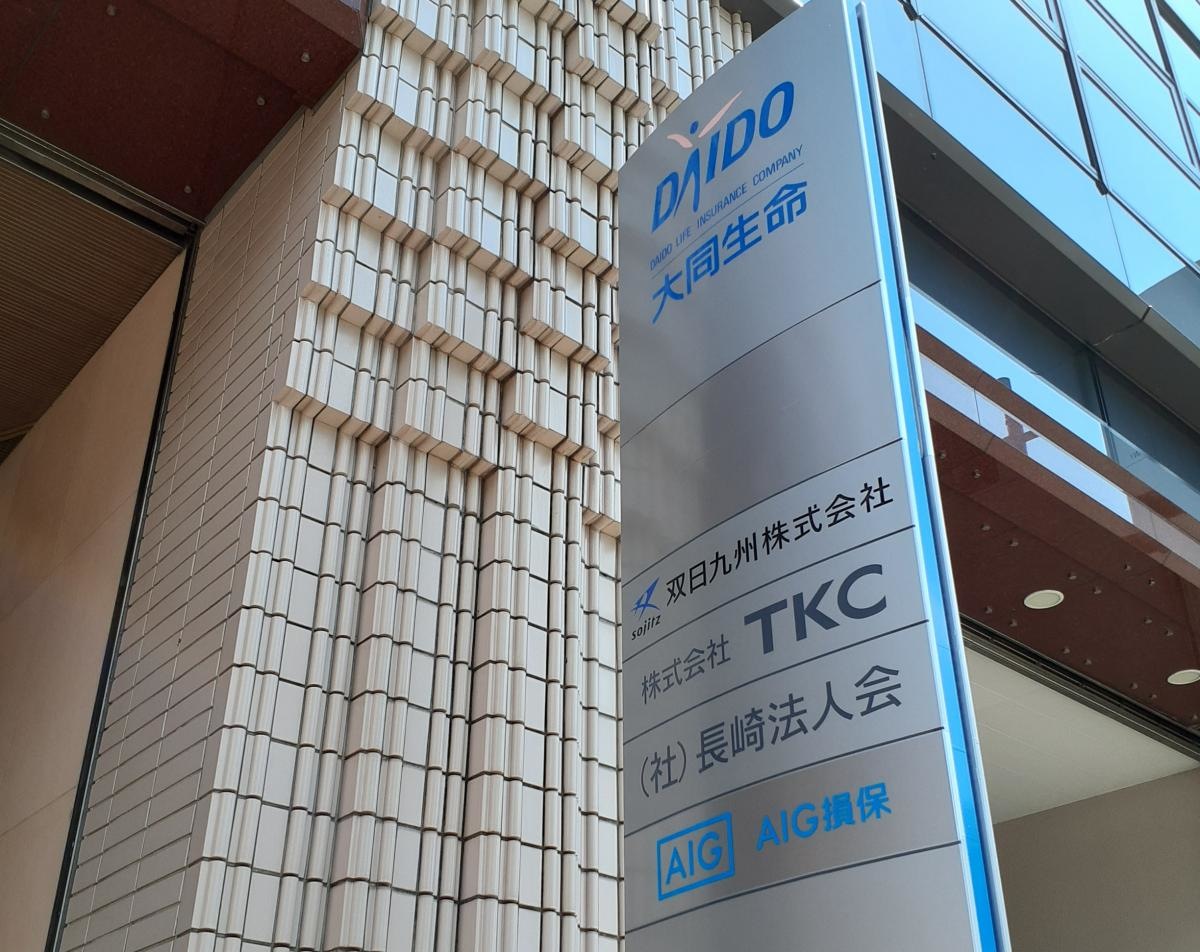 DAIDO
DAIDO LIFE INSURANCE COMPANY
大同生命
sojitz 双日九州株式会社
株式会社 TKC
(社)長崎法人会
AIG AIG損保